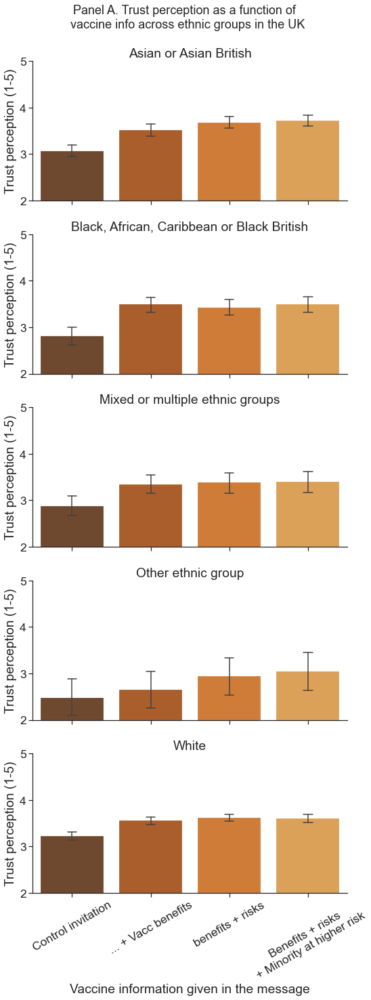 Panel A. Trust perception as a function of
vaccine info across ethnic groups in the UK
Asian or Asian British
Trust perception (1-5)
5
4
3
2
Black, African, Caribbean or Black British
Trust perception (1-5)
5
4
3
2
Mixed or multiple ethnic groups
Trust perception (1-5)
5
4
3
2
Other ethnic group
Trust perception (1-5)
5
4
3
2
White
Trust perception (1-5)
5
4
3
2
Control invitation
... + Vacc benefits
benefits + risks
Benefits + risks
+ Minority at higher risk
Vaccine information given in the message